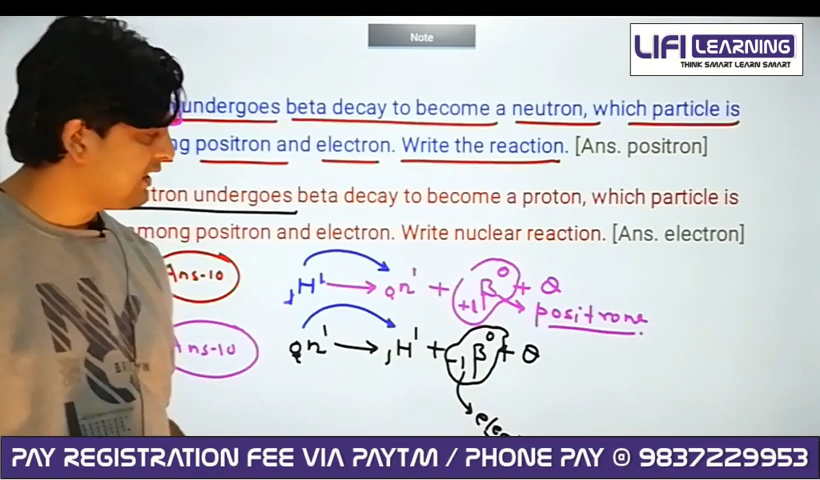 Note
LIFI LEARNING
THINK SMART LEARN SMART
undergoes beta decay to become a neutron, which particle is
positron and electron. Write the reaction. [Ans. positron]
undergoes beta decay to become a proton, which particle is
among positron and electron. Write nuclear reaction. [Ans. electron]
Ans-10
₁H¹ → ₀n¹ + ₊₁β⁰ + Q
positrone
Ans-10
₀n¹ → ₁H¹ + ₋₁β⁰ + Q
PAY REGISTRATION FEE VIA PAYTM / PHONE PAY @ 9837229953